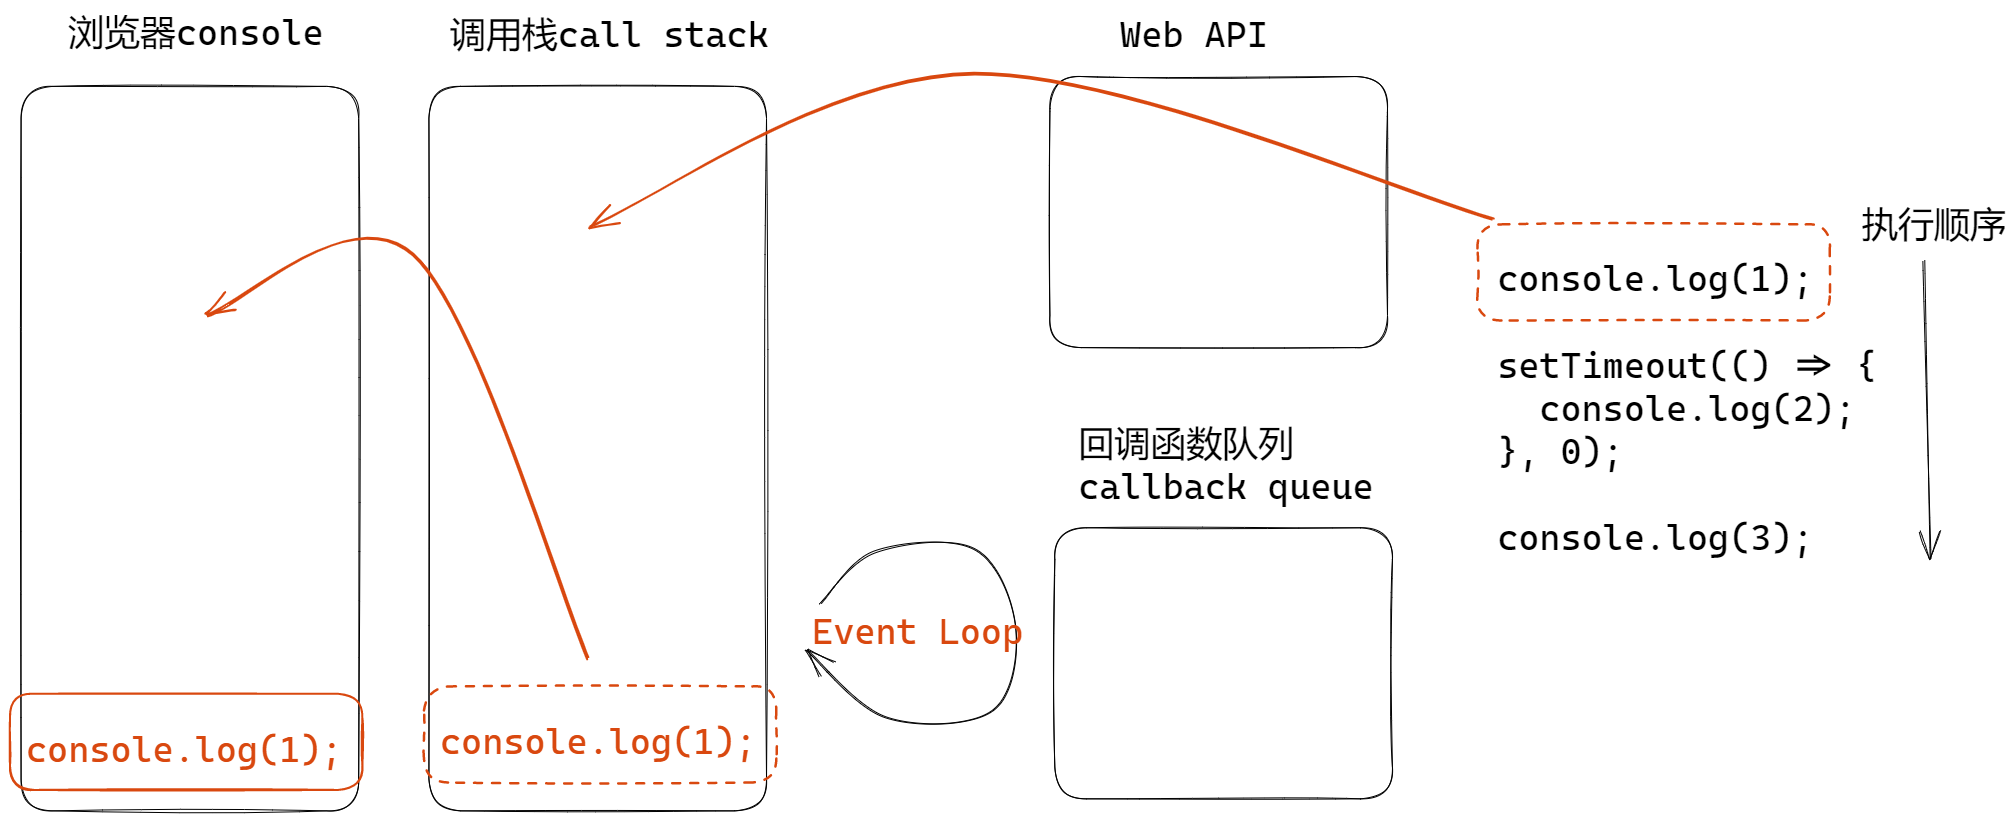 浏览器console
调用栈call stack
Web API
执行顺序
console.log(1);
setTimeout(() => {
  console.log(2);
}, 0);
console.log(3);
回调函数队列
callback queue
Event Loop
console.log(1);
console.log(1);